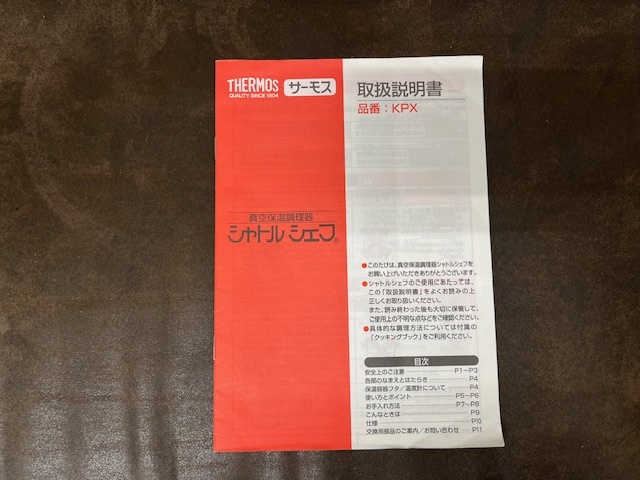 THERMOS
QUALITY SINCE 1904
サーモス
取扱説明書
品番：KPX
真空保温調理器
シャトルシェフ®
●このたびは、真空保温調理器シャトルシェフを
お買い上げいただきありがとうございます。
●シャトルシェフのご使用にあたっては、
この「取扱説明書」をよくお読みの上
正しくお取り扱いください。
また、読み終わった後も大切に保管して、
ご使用上の不明な点などをご確認ください。
●具体的な調理方法については付属の
「クッキングブック」をご利用ください。
目次
安全上のご注意 P1〜P3
各部のなまえとはたらき P4
保温容器フタ／温度計について P4
使い方とポイント P5〜P6
お手入れ方法 P7〜P8
こんなときは P9
仕様 P10
交換用部品のご案内／お問い合わせ P11